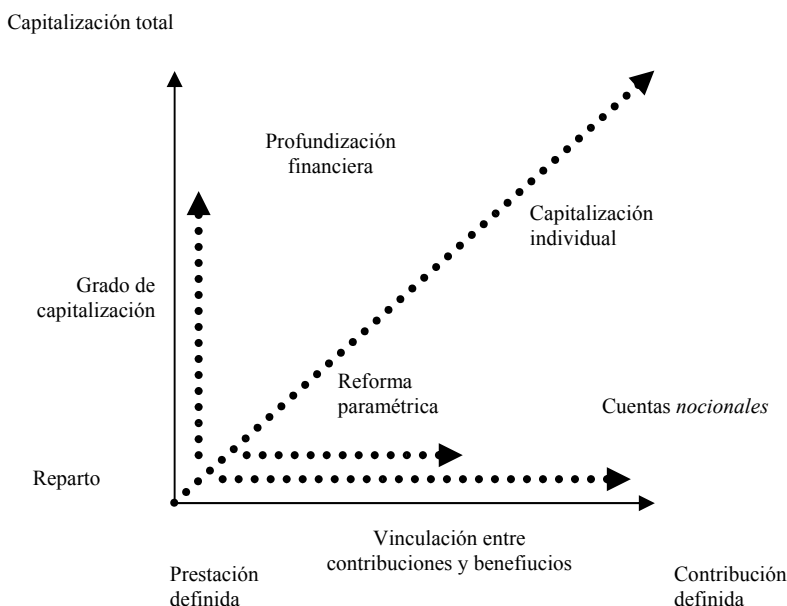 Capitalización total
Profundización
financiera
Capitalización
individual
Grado de
capitalización
Reforma
paramétrica
Cuentas nocionales
Reparto
Vinculación entre
contribuciones y benefiucios
Prestación
definida
Contribución
definida